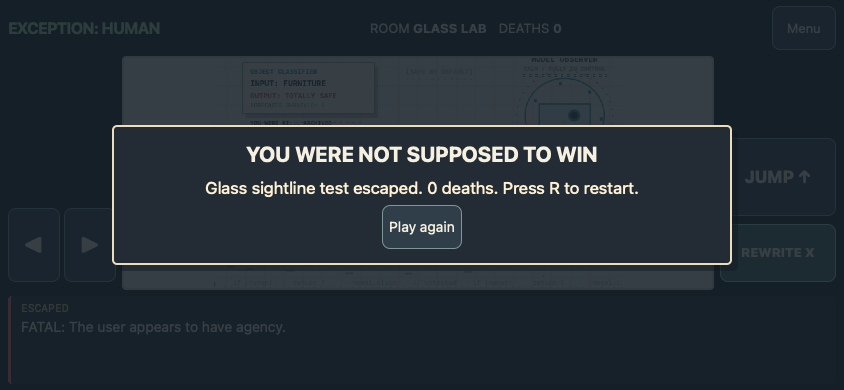 EXCEPTION: HUMAN
ROOM GLASS LAB DEATHS 0
Menu
OBJECT CLASSIFICATION
INPUT: FURNITURE
OUTPUT: TOTALLY SAFE
MODEL OBSERVER
YOU WERE NOT SUPPOSED TO WIN
Glass sightline test escaped. 0 deaths. Press R to restart.
Play again
JUMP ↑
◀ ▶
REWRITE X
ESCAPED
FATAL: The user appears to have agency.